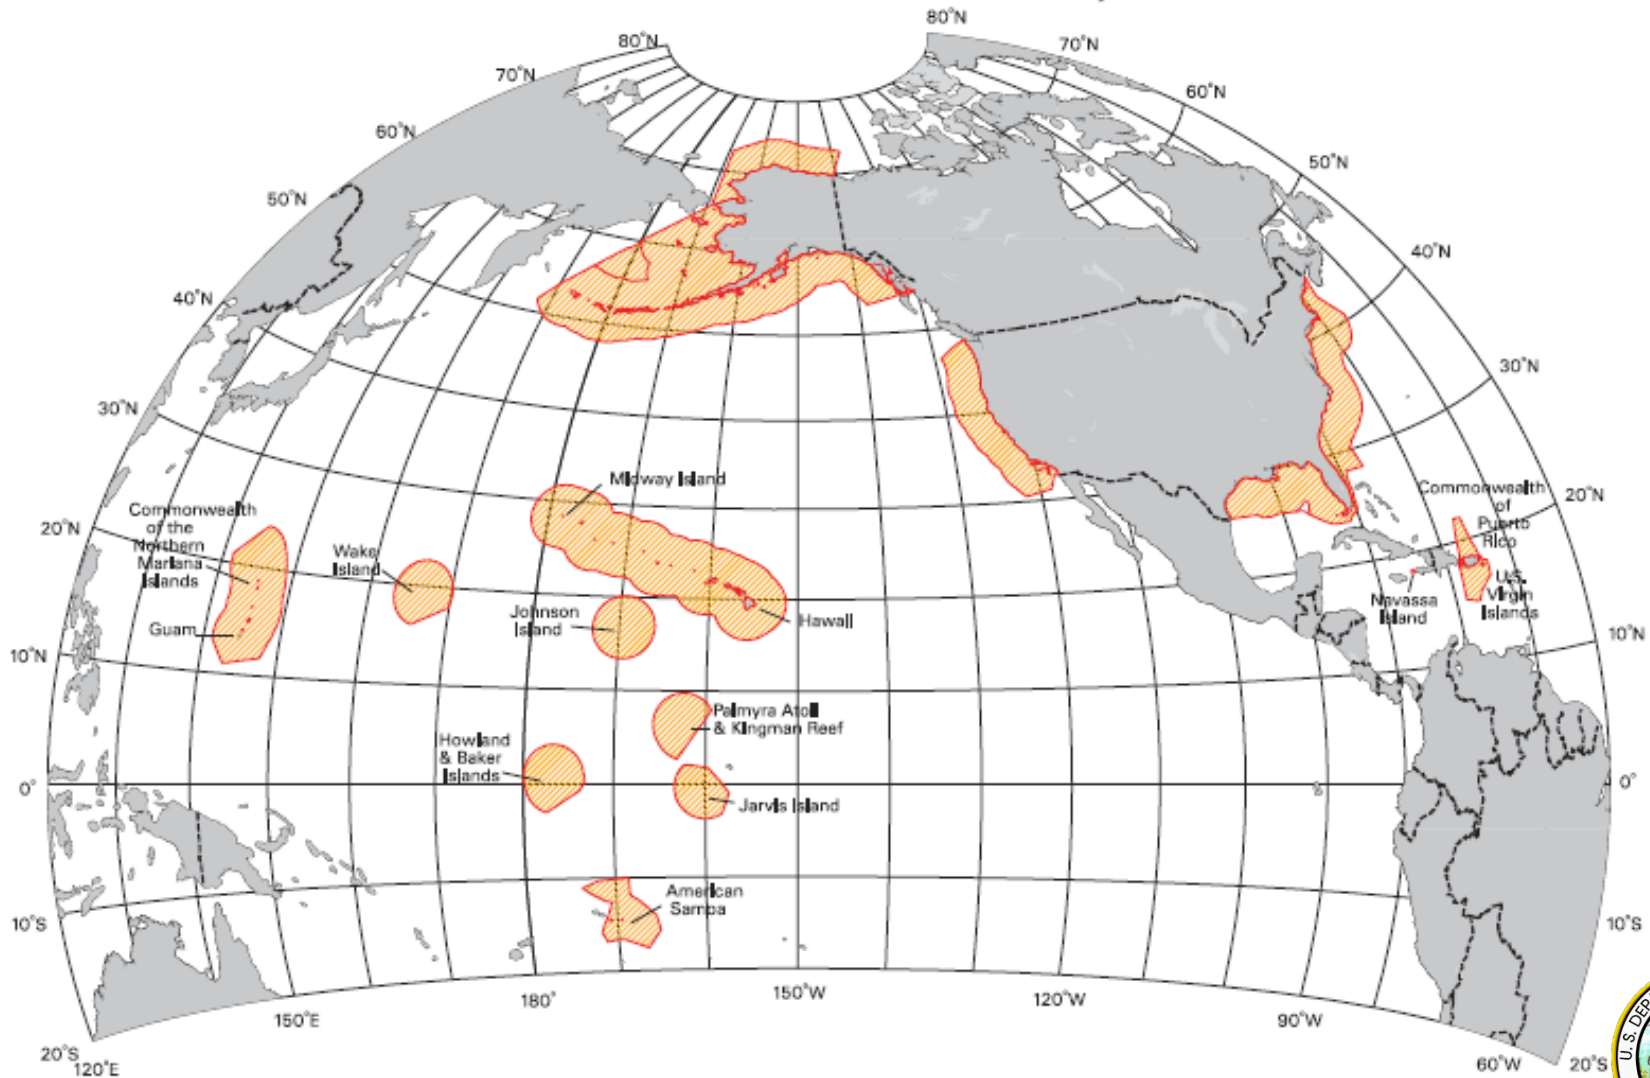 80°N
80°N
70°N
70°N
60°N
60°N
50°N
50°N
40°N
40°N
30°N
30°N
20°N
20°N
10°N
10°N
0°
0°
10°S
10°S
20°S
20°S
120°E
150°E
180°
150°W
120°W
90°W
60°W
Midway Island
Commonwealth
of the
Northern
Mariana
Islands
Guam
Wake
Island
Johnson
Island
Hawaii
Palmyra Atoll
& Kingman Reef
Howland
& Baker
Islands
Jarvis Island
American
Samoa
Commonwealth
of
Puerto
Rico
U.S.
Virgin
Islands
Navassa
Island
U. S. DEP